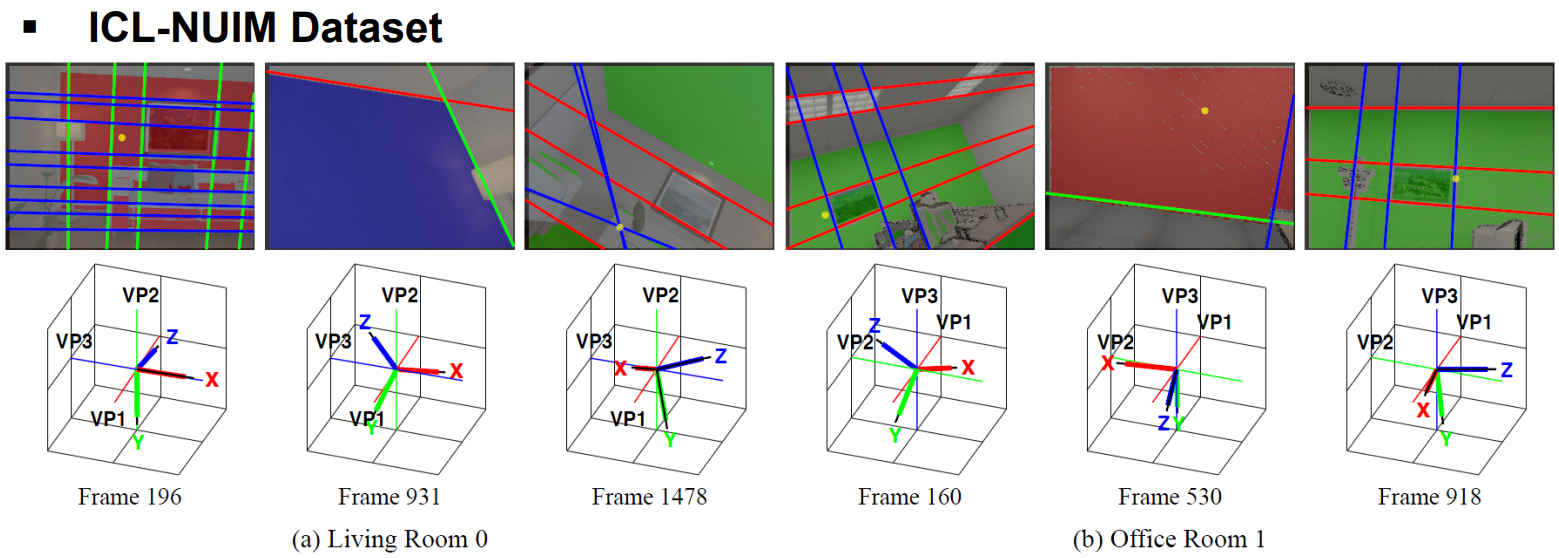 ▪ ICL-NUIM Dataset
VP2
VP3
Z
X
VP1
Y
Frame 196
VP2
Z
VP3
X
VP1
Y
Frame 931
VP2
VP3
Z
X
Y
Frame 1478
VP3
Z
VP1
VP2
X
Y
Frame 160
VP3
VP1
VP2
X
Z
Y
Frame 530
VP3
VP1
VP2
Z
X
Y
Frame 918
(a) Living Room 0
(b) Office Room 1